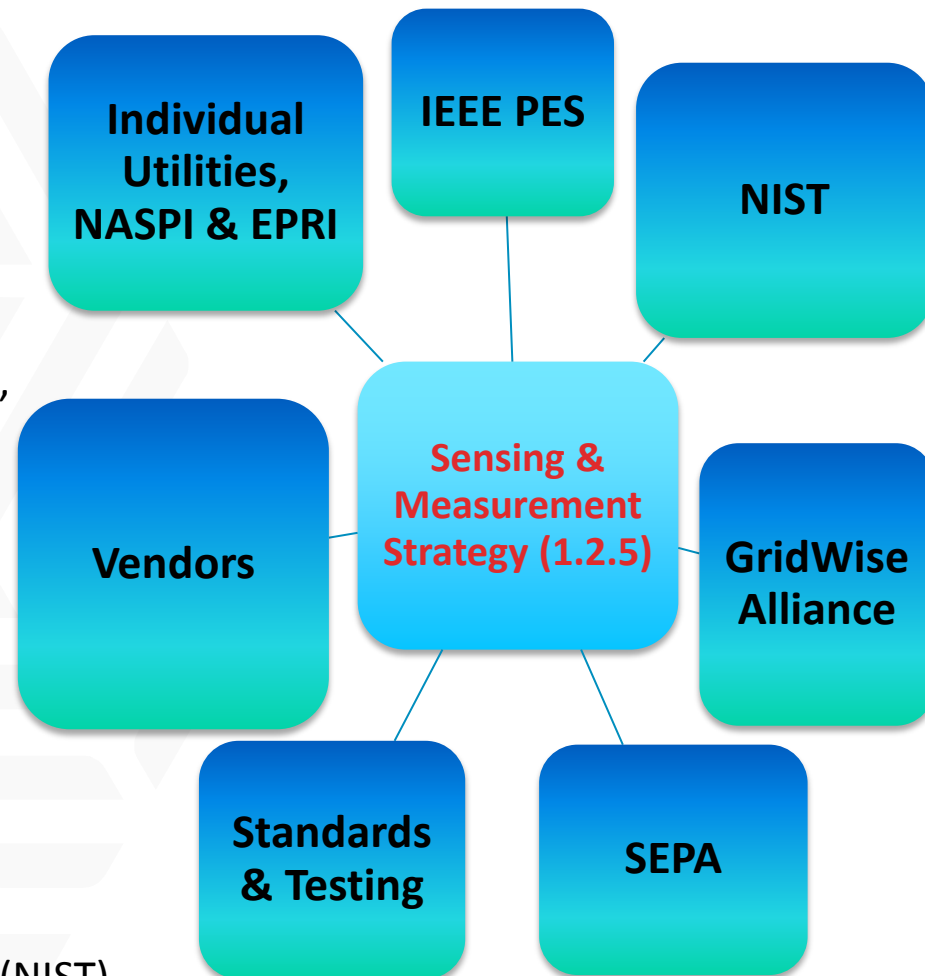 Individual
Utilities,
NASPI & EPRI
IEEE PES
NIST
,
Sensing &
Measurement
Strategy (1.2.5)
Vendors
GridWise
Alliance
Standards
& Testing
SEPA
(NIST)